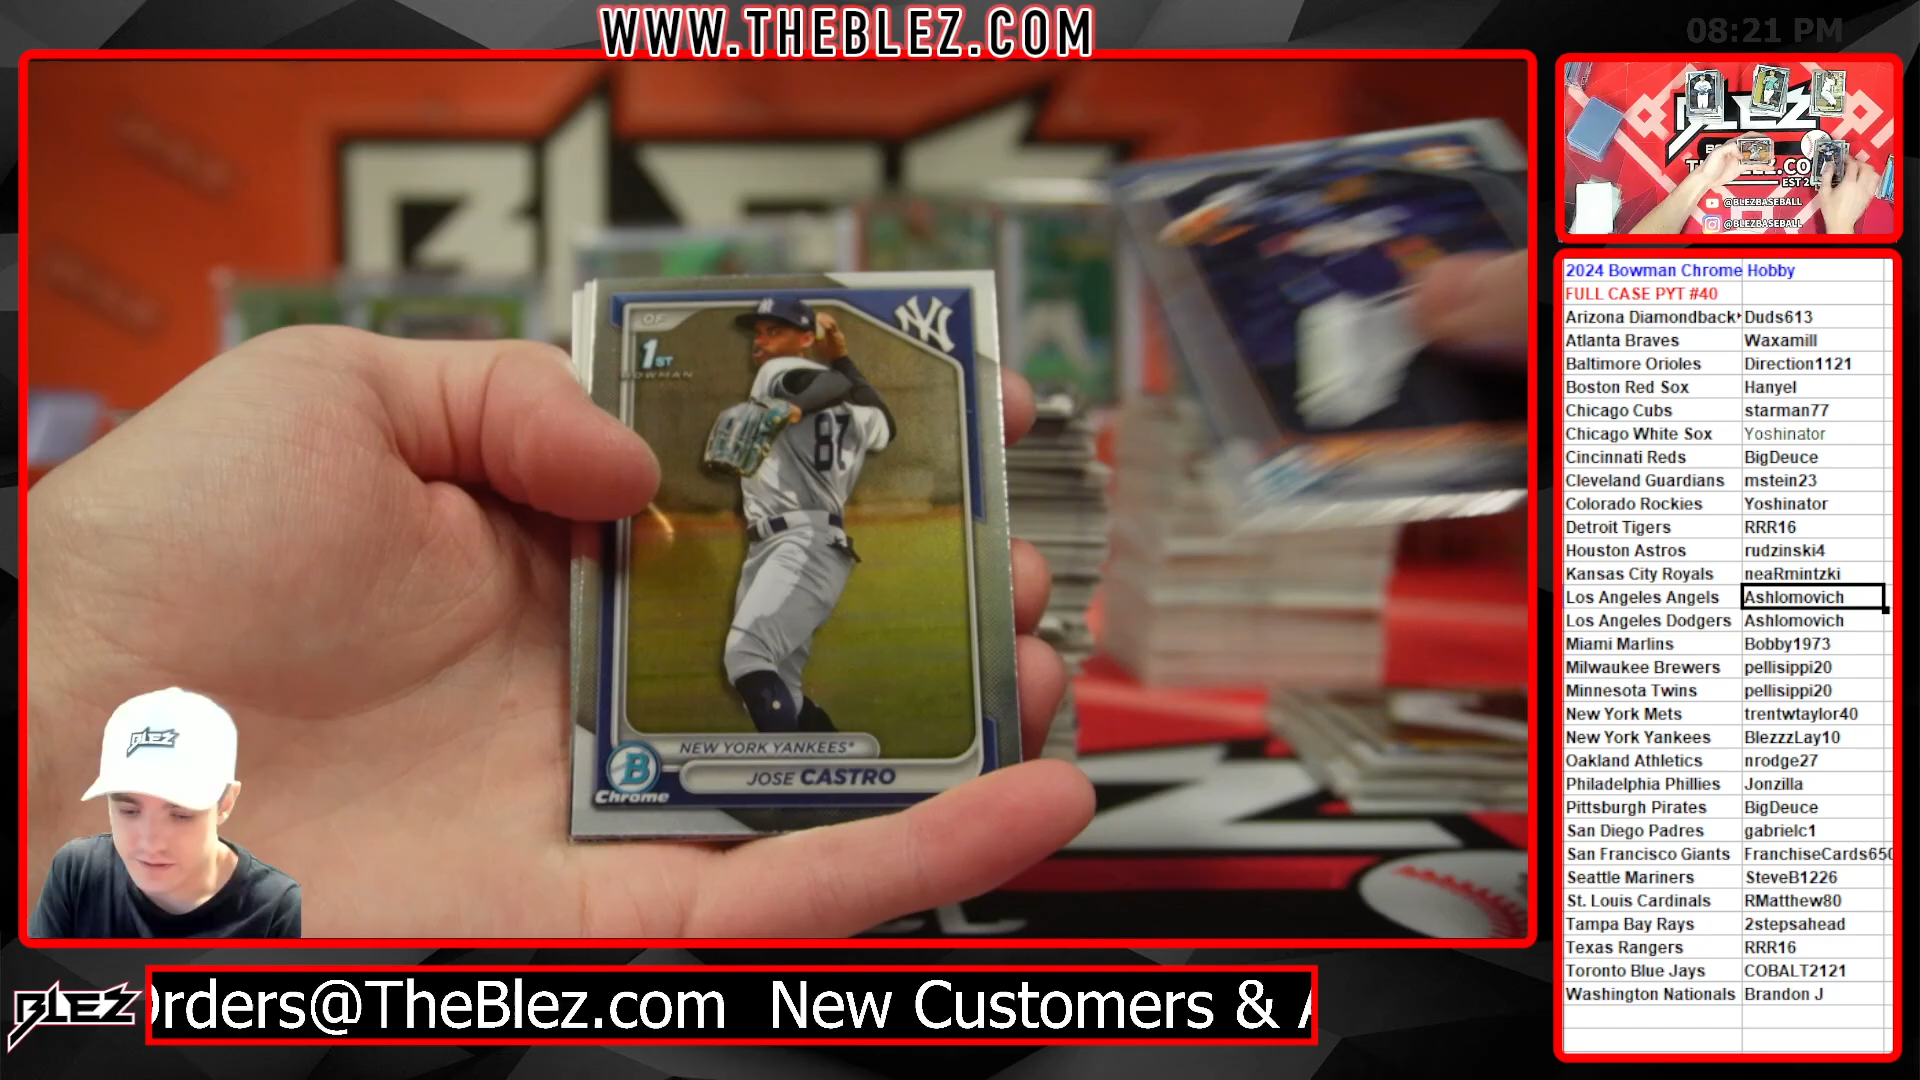 WWW.THEBLEZ.COM
08:21 PM
BLEZ
@BLEZBASEBALL
@BLEZBASEBALL
OF
1ST
BOWMAN
NY
87
NEW YORK YANKEES®
JOSE CASTRO
B
Chrome
BLEZ
2024 Bowman Chrome Hobby
FULL CASE PYT #40
Arizona Diamondback Duds613
Atlanta Braves Waxamill
Baltimore Orioles Direction1121
Boston Red Sox Hanyel
Chicago Cubs starman77
Chicago White Sox Yoshinator
Cincinnati Reds BigDeuce
Cleveland Guardians mstein23
Colorado Rockies Yoshinator
Detroit Tigers RRR16
Houston Astros rudzinski4
Kansas City Royals neaRmintzki
Los Angeles Angels Ashlomovich
Los Angeles Dodgers Ashlomovich
Miami Marlins Bobby1973
Milwaukee Brewers pellisippi20
Minnesota Twins pellisippi20
New York Mets trentwtaylor40
New York Yankees BlezzzLay10
Oakland Athletics nrodge27
Philadelphia Phillies Jonzilla
Pittsburgh Pirates BigDeuce
San Diego Padres gabrielc1
San Francisco Giants FranchiseCards650
Seattle Mariners SteveB1226
St. Louis Cardinals RMatthew80
Tampa Bay Rays 2stepsahead
Texas Rangers RRR16
Toronto Blue Jays COBALT2121
Washington Nationals Brandon J
BLEZ
Orders@TheBlez.com New Customers & A